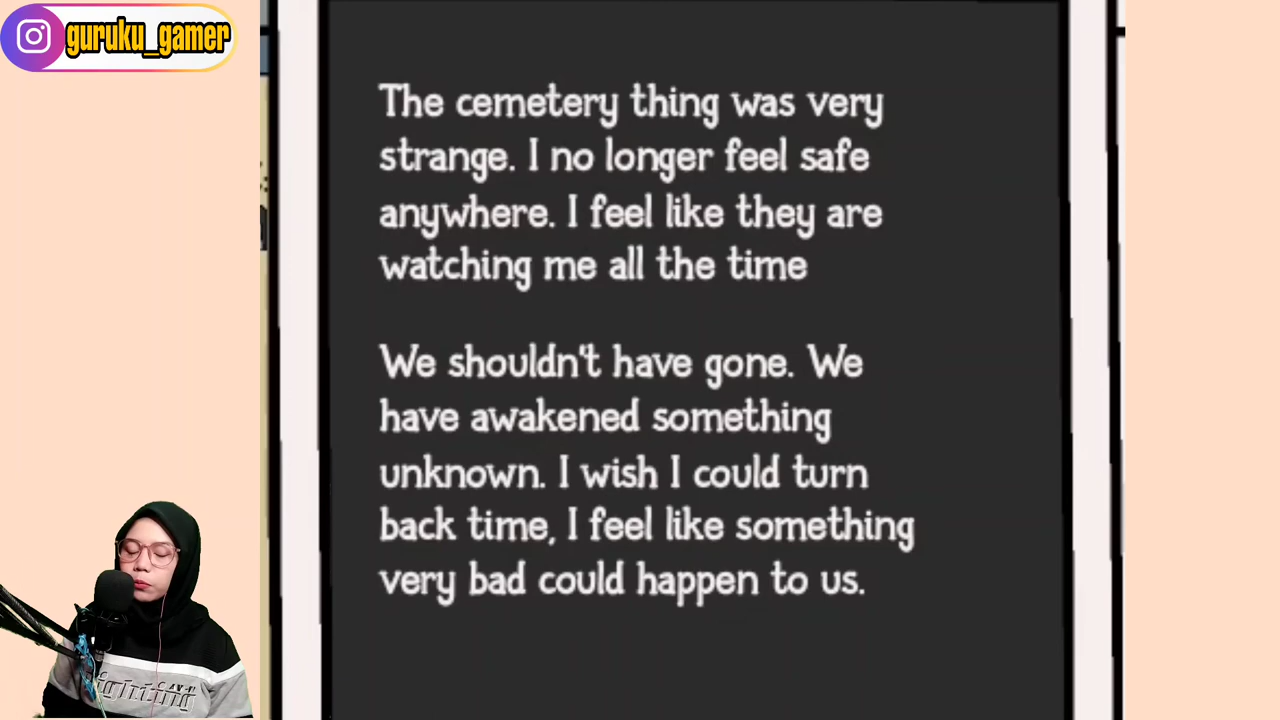 guruku_gamer
The cemetery thing was very
strange. I no longer feel safe
anywhere. I feel like they are
watching me all the time
We shouldn't have gone. We
have awakened something
unknown. I wish I could turn
back time, I feel like something
very bad could happen to us.